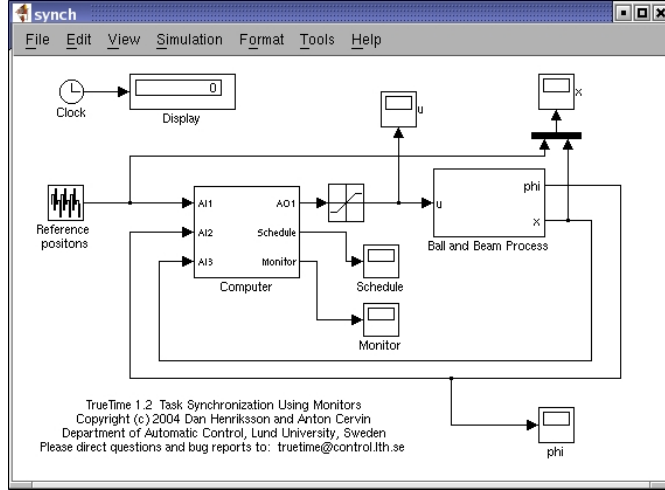 synch
File Edit View Simulation Format Tools Help
0
Clock
Display
u
x
Reference
positons
AI1
AI2
AI3
AO1
Schedule
Monitor
Computer
u
phi
x
Ball and Beam Process
Schedule
Monitor
TrueTime 1.2 Task Synchronization Using Monitors
Copyright (c) 2004 Dan Henriksson and Anton Cervin
Department of Automatic Control, Lund University, Sweden
Please direct questions and bug reports to: truetime@control.lth.se
phi